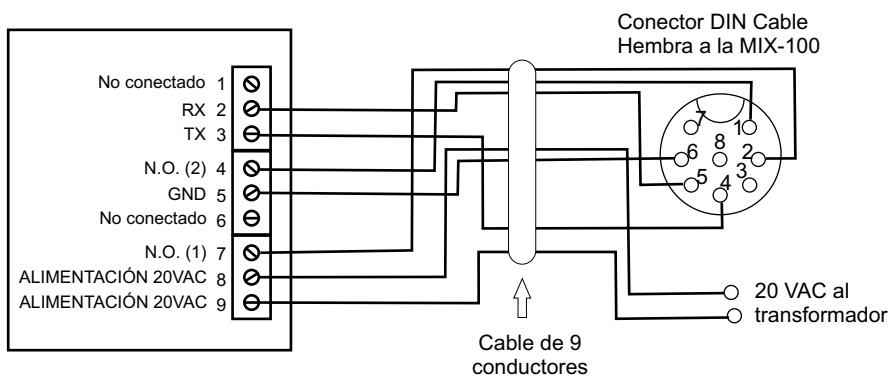 Conector DIN Cable
Hembra a la MIX-100
No conectado 1
RX 2
TX 3
N.O. (2) 4
GND 5
No conectado 6
N.O. (1) 7
ALIMENTACIÓN 20VAC 8
ALIMENTACIÓN 20VAC 9
7 1
6 8 2
5 4 3
20 VAC al
transformador
Cable de 9
conductores